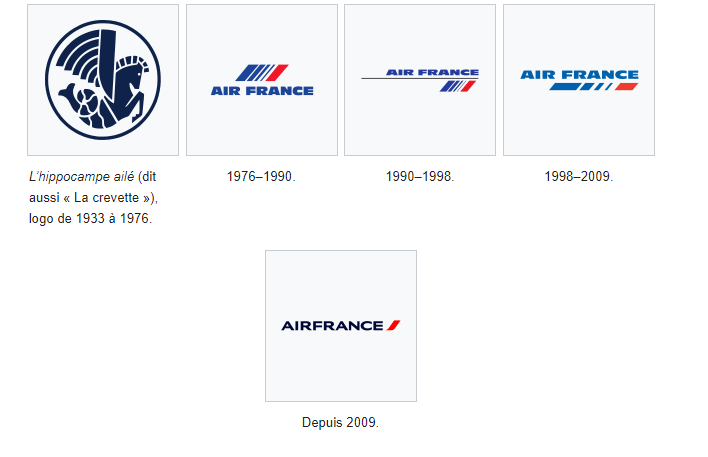 AIR FRANCE
AIR FRANCE
AIR FRANCE
L'hippocampe ailé (dit
aussi « La crevette »),
logo de 1933 à 1976.
1976–1990.
1990–1998.
1998–2009.
AIRFRANCE
Depuis 2009.